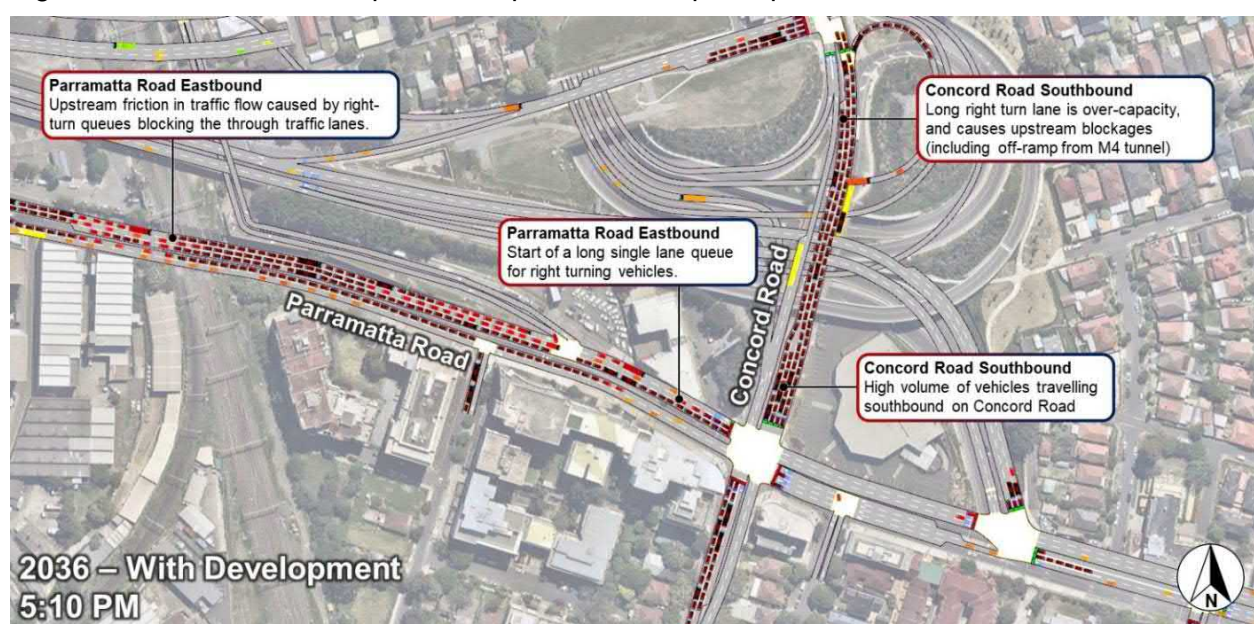 Parramatta Road Eastbound
Upstream friction in traffic flow caused by right-
turn queues blocking the through traffic lanes.
Concord Road Southbound
Long right turn lane is over-capacity,
and causes upstream blockages
(including off-ramp from M4 tunnel)
Parramatta Road Eastbound
Start of a long single lane queue
for right turning vehicles.
Concord Road
Parramatta Road
Concord Road Southbound
High volume of vehicles travelling
southbound on Concord Road
2036 – With Development
5:10 PM
N